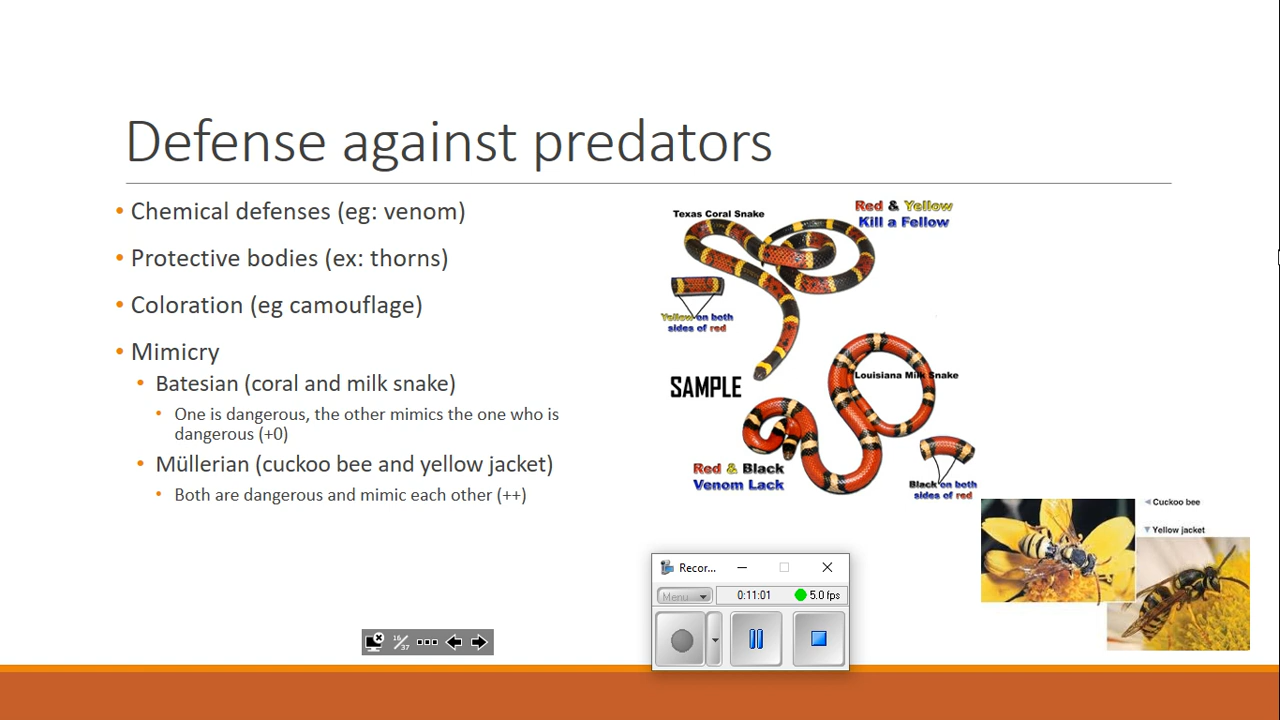 Defense against predators
• Chemical defenses (eg: venom)
• Protective bodies (ex: thorns)
• Coloration (eg camouflage)
• Mimicry
• Batesian (coral and milk snake)
• One is dangerous, the other mimics the one who is
dangerous (+0)
• Müllerian (cuckoo bee and yellow jacket)
• Both are dangerous and mimic each other (++)
Texas Coral Snake
Red & Yellow
Kill a Fellow
Yellow on both
sides of red
SAMPLE
Louisiana Milk Snake
Red & Black
Venom Lack
Black on both
sides of red
Cuckoo bee
Yellow jacket
Recor...
Menu
0:11:01
5.0 fps
16/37